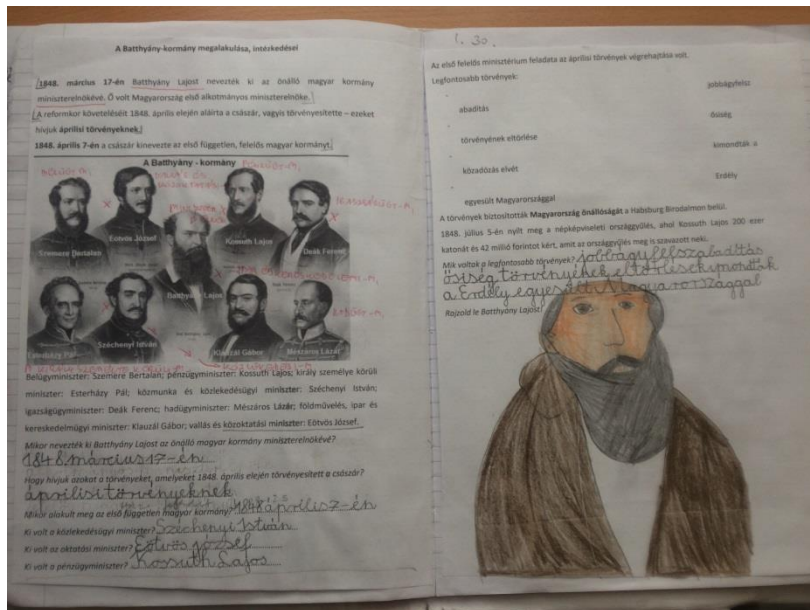 A Batthyány-kormány megalakulása, intézkedései
1848. március 17-én Batthyány Lajost nevezték ki az önálló magyar kormány
miniszterelnökévé. Ő volt Magyarország első alkotmányos miniszterelnöke.
A reformkor követeléseit 1848. április elején aláírta a császár, vagyis törvényesítette – ezeket
hívjuk áprilisi törvényeknek.
1848. április 7-én a császár kinevezte az első független, felelős magyar kormányt.
A Batthyány - kormány
Szemere Bertalan
Eötvös József
Kossuth Lajos
Deák Ferenc
Batthyány Lajos
Esterházy Pál
Széchenyi István
Klauzál Gábor
Mészáros Lázár
Belügyminiszter: Szemere Bertalan; pénzügyminiszter: Kossuth Lajos; király személye körüli
miniszter: Esterházy Pál; közmunka és közlekedésügyi miniszter: Széchenyi István;
igazságügyminiszter: Deák Ferenc; hadügyminiszter: Mészáros Lázár; földművelés, ipar és
kereskedelmügyi miniszter: Klauzál Gábor; vallás és közoktatási miniszter: Eötvös József.
Mikor nevezték ki Batthyány Lajost az önálló magyar kormány miniszterelnökévé?
1848 március 17-én
Hogy hívjuk azokat a törvényeket, amelyeket 1848. április elején törvényesített a császár?
áprilisi törvényeknek
Mikor alakult meg az első független magyar kormány? 1848 április 7-én
Ki volt a közlekedésügyi miniszter? Széchenyi István
Ki volt az oktatási miniszter? Eötvös József
Ki volt a pénzügyminiszter? Kossuth Lajos
1. 30.
Az első felelős minisztérium feladata az áprilisi törvények végrehajtása volt.
Legfontosabb törvények:
jobbágyfelsz
abadítás
ősiség
törvényének eltörlése
kimondták a
közadózás elvét
Erdély
egyesült Magyarországgal
A törvények biztosították Magyarország önállóságát a Habsburg Birodalmon belül.
1848. július 5-én nyílt meg a népképviseleti országgyűlés, ahol Kossuth Lajos 200 ezer
katonát és 42 millió forintot kért, amit az országgyűlés meg is szavazott neki.
Mik voltak a legfontosabb törvények? jobbágyfelszabadítás
ősiség törvényének eltörlése kimondták
a Erdély egyesült Magyarországgal
Rajzold le Batthyány Lajost!